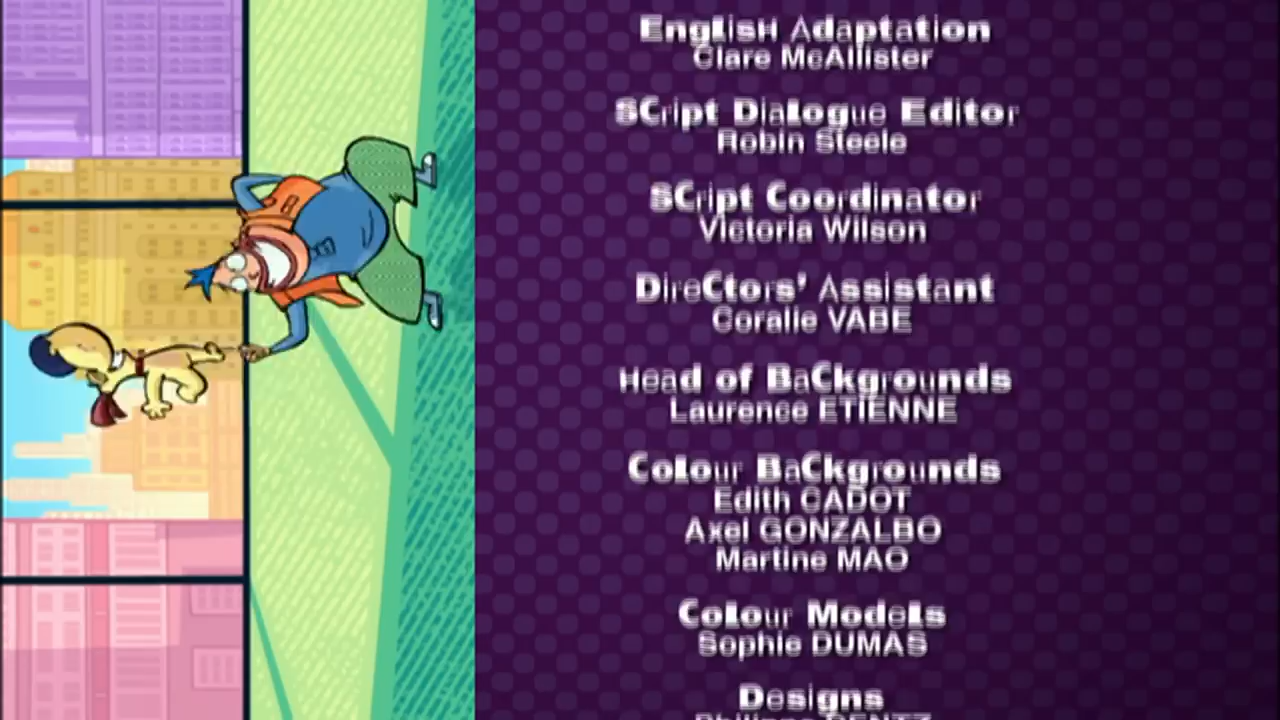 English Adaptation
Clare McAllister
SCript DiaLogue Editor
Robin Steele
SCript Coordinator
Victoria Wilson
DireCtors' Assistant
Coralie VABE
Head of BaCkgrounds
Laurence ETIENNE
CoLour BaCkgrounds
Edith CADOT
Axel GONZALBO
Martine MAO
CoLour ModeLs
Sophie DUMAS
Designs